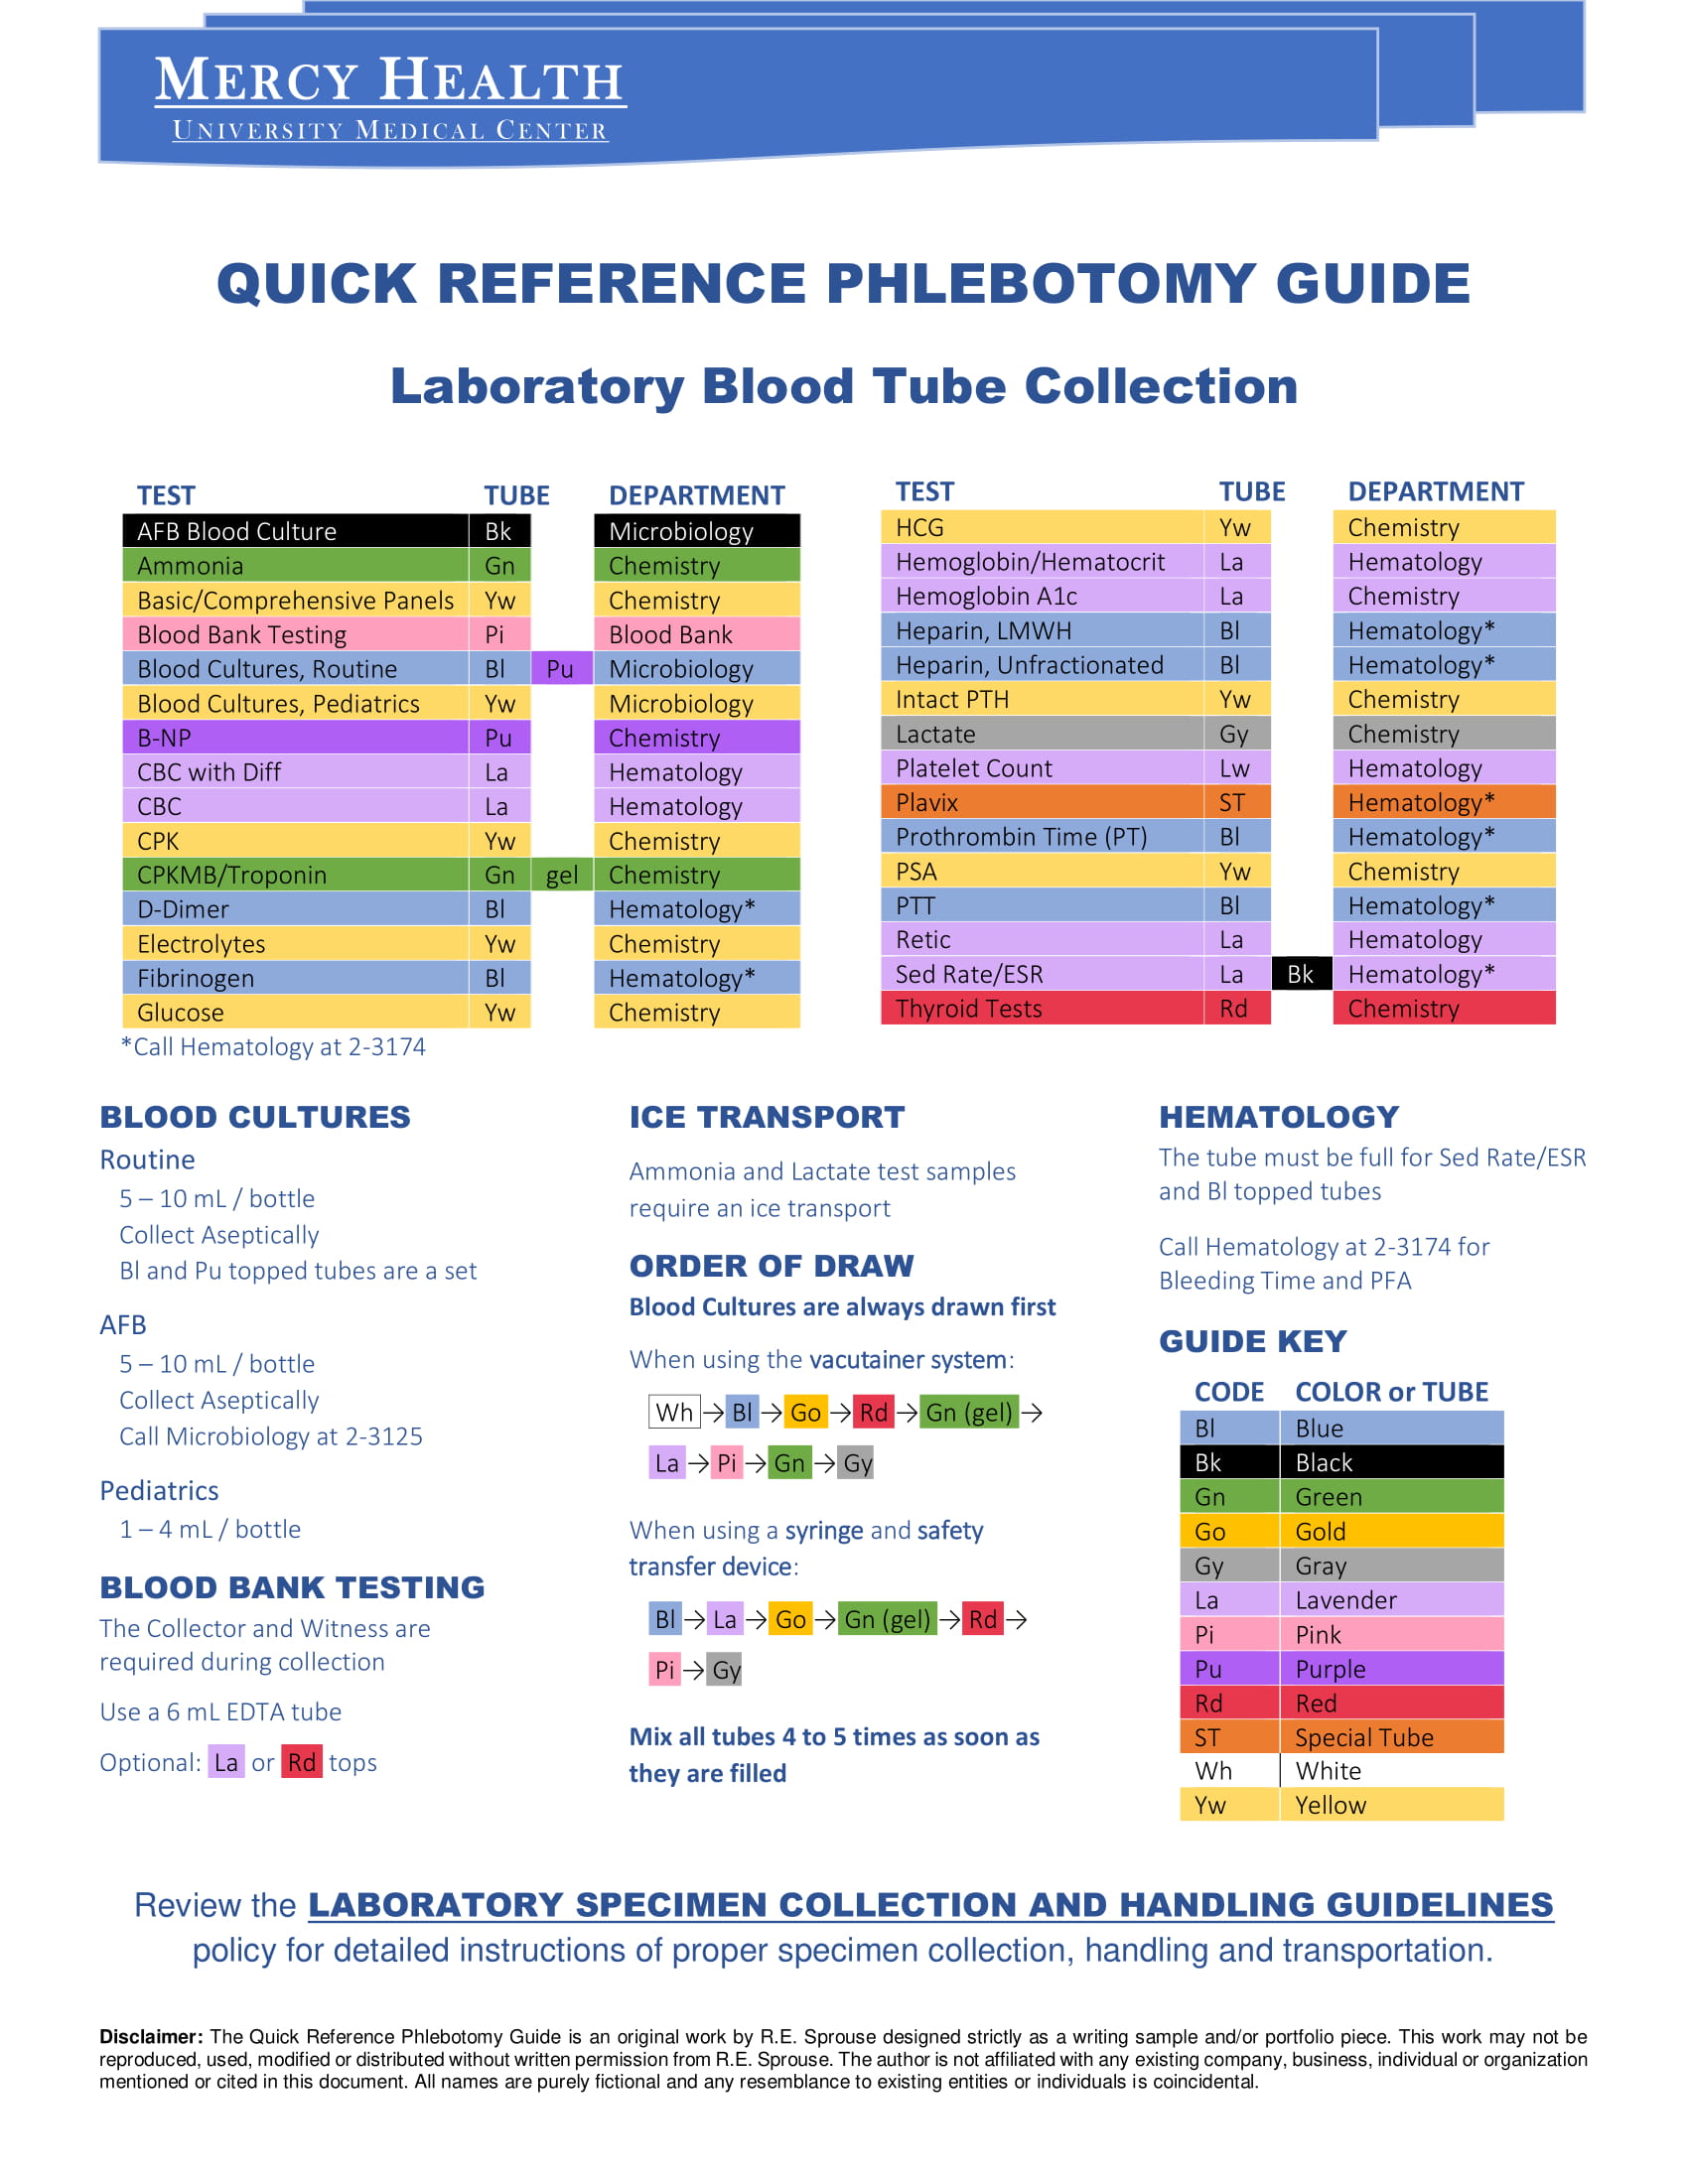 MERCY HEALTH
UNIVERSITY MEDICAL CENTER
QUICK REFERENCE PHLEBOTOMY GUIDE
Laboratory Blood Tube Collection
TEST TUBE DEPARTMENT
AFB Blood Culture Bk Microbiology
Ammonia Gn Chemistry
Basic/Comprehensive Panels Yw Chemistry
Blood Bank Testing Pi Blood Bank
Blood Cultures, Routine Bl Pu Microbiology
Blood Cultures, Pediatrics Yw Microbiology
B-NP Pu Chemistry
CBC with Diff La Hematology
CBC La Hematology
CPK Yw Chemistry
CPKMB/Troponin Gn gel Chemistry
D-Dimer Bl Hematology*
Electrolytes Yw Chemistry
Fibrinogen Bl Hematology*
Glucose Yw Chemistry
*Call Hematology at 2-3174
TEST TUBE DEPARTMENT
HCG Yw Chemistry
Hemoglobin/Hematocrit La Hematology
Hemoglobin A1c La Chemistry
Heparin, LMWH Bl Hematology*
Heparin, Unfractionated Bl Hematology*
Intact PTH Yw Chemistry
Lactate Gy Chemistry
Platelet Count Lw Hematology
Plavix ST Hematology*
Prothrombin Time (PT) Bl Hematology*
PSA Yw Chemistry
PTT Bl Hematology*
Retic La Hematology
Sed Rate/ESR La Bk Hematology*
Thyroid Tests Rd Chemistry
BLOOD CULTURES
Routine
5 – 10 mL / bottle
Collect Aseptically
Bl and Pu topped tubes are a set
AFB
5 – 10 mL / bottle
Collect Aseptically
Call Microbiology at 2-3125
Pediatrics
1 – 4 mL / bottle
BLOOD BANK TESTING
The Collector and Witness are
required during collection
Use a 6 mL EDTA tube
Optional: La or Rd tops
ICE TRANSPORT
Ammonia and Lactate test samples
require an ice transport
ORDER OF DRAW
Blood Cultures are always drawn first
When using the vacutainer system:
Wh → Bl → Go → Rd → Gn (gel) →
La → Pi → Gn → Gy
When using a syringe and safety
transfer device:
Bl → La → Go → Gn (gel) → Rd →
Pi → Gy
Mix all tubes 4 to 5 times as soon as
they are filled
HEMATOLOGY
The tube must be full for Sed Rate/ESR
and Bl topped tubes
Call Hematology at 2-3174 for
Bleeding Time and PFA
GUIDE KEY
CODE COLOR or TUBE
Bl Blue
Bk Black
Gn Green
Go Gold
Gy Gray
La Lavender
Pi Pink
Pu Purple
Rd Red
ST Special Tube
Wh White
Yw Yellow
Review the LABORATORY SPECIMEN COLLECTION AND HANDLING GUIDELINES
policy for detailed instructions of proper specimen collection, handling and transportation.
Disclaimer: The Quick Reference Phlebotomy Guide is an original work by R.E. Sprouse designed strictly as a writing sample and/or portfolio piece. This work may not be
reproduced, used, modified or distributed without written permission from R.E. Sprouse. The author is not affiliated with any existing company, business, individual or organization
mentioned or cited in this document. All names are purely fictional and any resemblance to existing entities or individuals is coincidental.